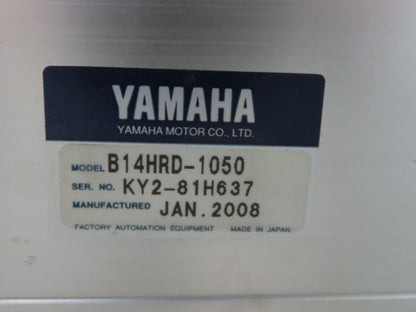 YAMAHA
YAMAHA MOTOR CO., LTD.
MODEL B14HRD-1050
SER. NO. KY2-81H637
MANUFACTURED JAN. 2008
FACTORY AUTOMATION EQUIPMENT MADE IN JAPAN.